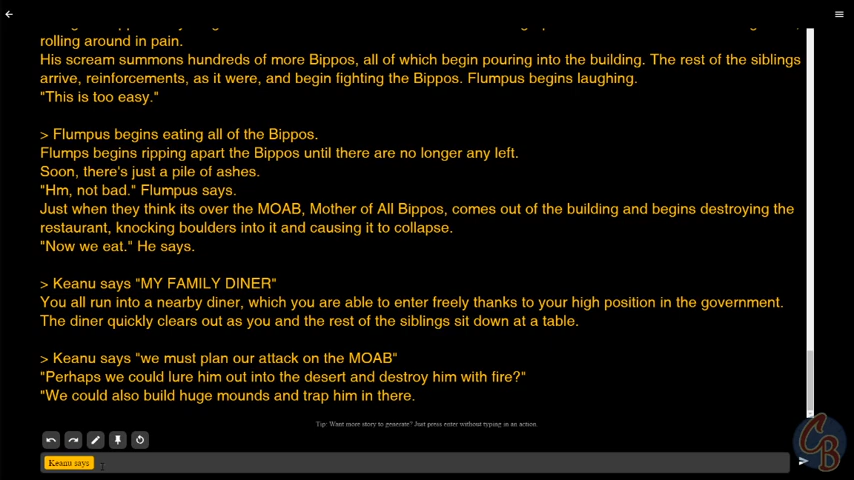 rolling around in pain.
His scream summons hundreds of more Bippos, all of which begin pouring into the building. The rest of the siblings
arrive, reinforcements, as it were, and begin fighting the Bippos. Flumpus begins laughing.
"This is too easy."
> Flumpus begins eating all of the Bippos.
Flumps begins ripping apart the Bippos until there are no longer any left.
Soon, there's just a pile of ashes.
"Hm, not bad." Flumpus says.
Just when they think its over the MOAB, Mother of All Bippos, comes out of the building and begins destroying the
restaurant, knocking boulders into it and causing it to collapse.
"Now we eat." He says.
> Keanu says "MY FAMILY DINER"
You all run into a nearby diner, which you are able to enter freely thanks to your high position in the government.
The diner quickly clears out as you and the rest of the siblings sit down at a table.
> Keanu says "we must plan our attack on the MOAB"
"Perhaps we could lure him out into the desert and destroy him with fire?"
"We could also build huge mounds and trap him in there.
Tip: Want more story to generate? Just press enter without typing in an action.
Keanu says
CB